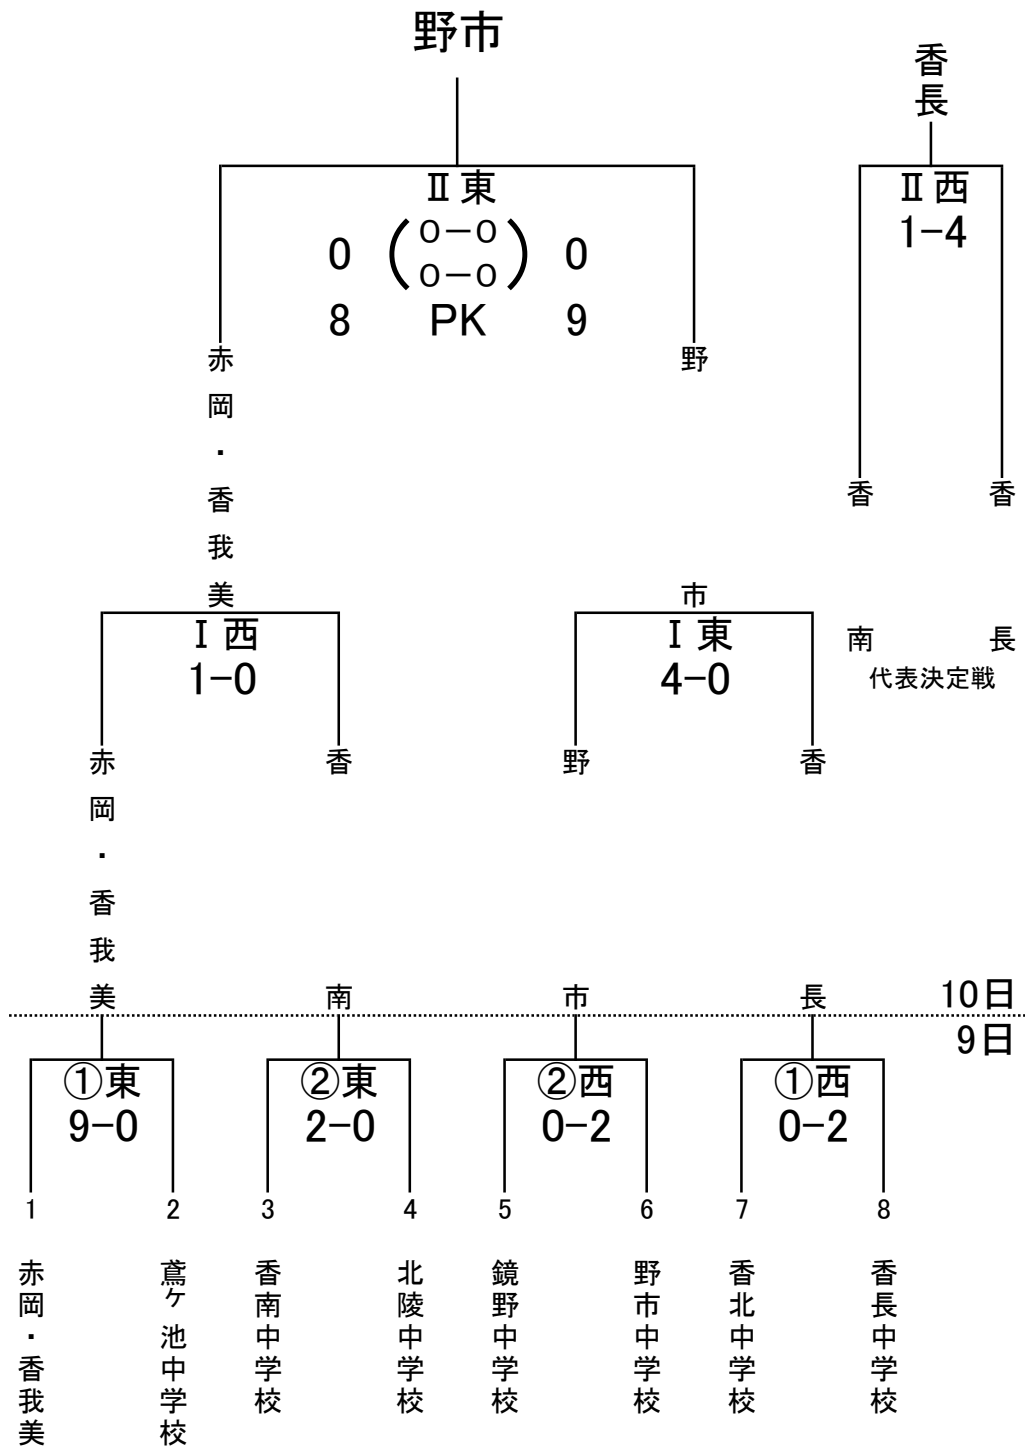 野市
香長
Ⅱ東
0 (0－0) 0
(0－0)
8 PK 9
Ⅱ西
1-4
赤岡・香我美
野市
香南
香長
代表決定戦
Ⅰ西
1-0
Ⅰ東
4-0
赤岡・香我美
香南
野市
香長
10日
9日
①東
9-0
②東
2-0
②西
0-2
①西
0-2
1
2
3
4
5
6
7
8
赤岡・香我美
鳶ケ池中学校
香南中学校
北陵中学校
鏡野中学校
野市中学校
香北中学校
香長中学校